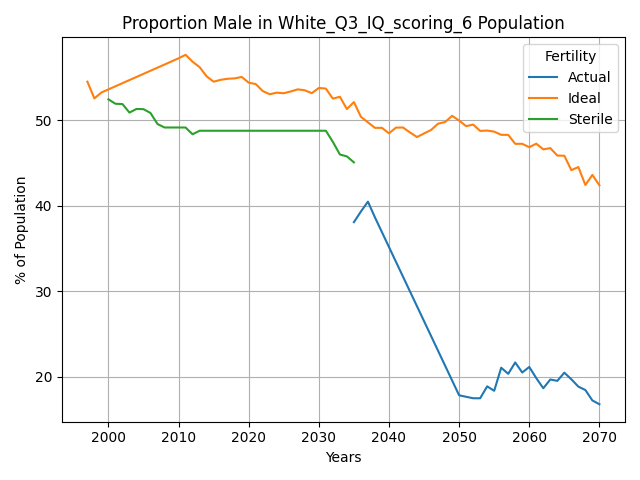 Proportion Male in White_Q3_IQ_scoring_6 Population
Fertility
Actual
Ideal
Sterile
% of Population
50
40
30
20
2000 2010 2020 2030 2040 2050 2060 2070
Years